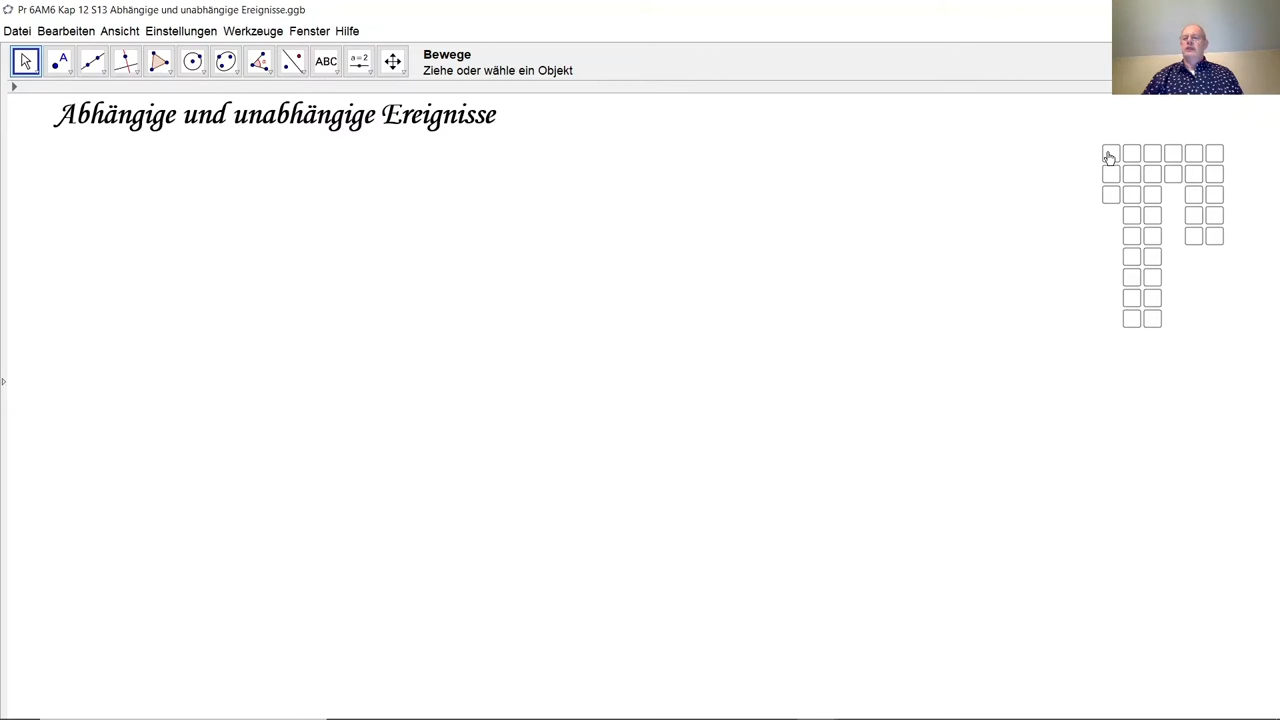 Pr 6AM6 Kap 12 S13 Abhängige und unabhängige Ereignisse.ggb
Datei Bearbeiten Ansicht Einstellungen Werkzeuge Fenster Hilfe
A
ABC
a=2
Bewege
Ziehe oder wähle ein Objekt
Abhängige und unabhängige Ereignisse